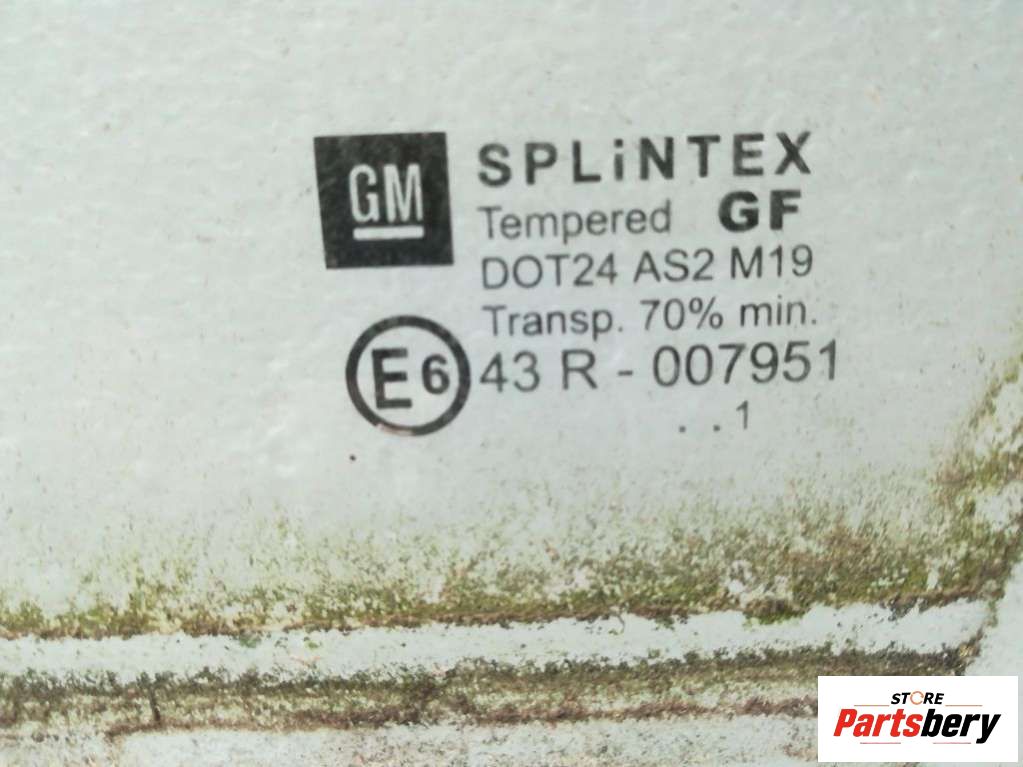 GM
SPLiNTEX
Tempered GF
DOT24 AS2 M19
Transp. 70% min.
E6 43 R - 007951
. . 1
STORE
Partsbery